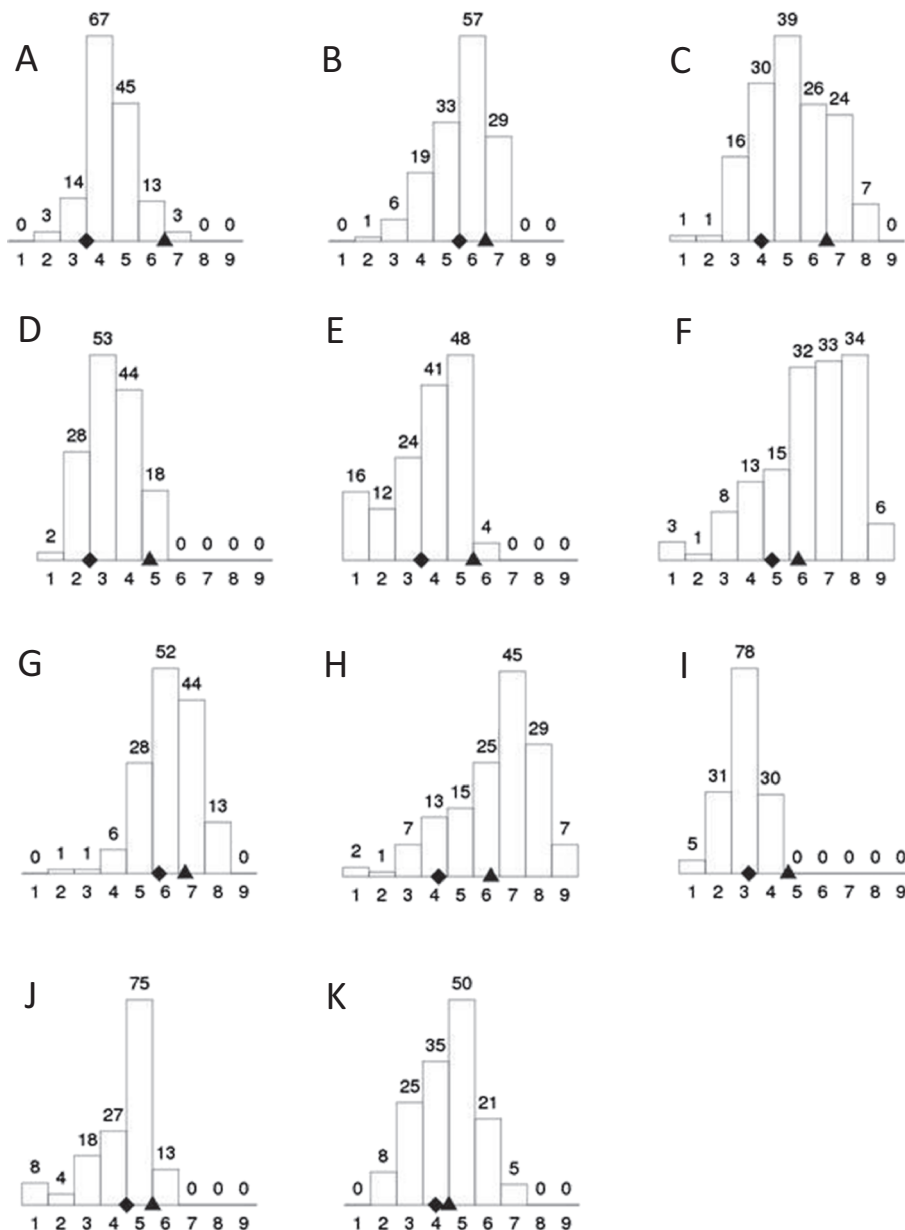 A
0 3 14 67 45 13 3 0 0
1 2 3 4 5 6 7 8 9
B
0 1 6 19 33 57 29 0 0
1 2 3 4 5 6 7 8 9
C
1 1 16 30 39 26 24 7 0
1 2 3 4 5 6 7 8 9
D
2 28 53 44 18 0 0 0 0
1 2 3 4 5 6 7 8 9
E
16 12 24 41 48 4 0 0 0
1 2 3 4 5 6 7 8 9
F
3 1 8 13 15 32 33 34 6
1 2 3 4 5 6 7 8 9
G
0 1 1 6 28 52 44 13 0
1 2 3 4 5 6 7 8 9
H
2 1 7 13 15 25 45 29 7
1 2 3 4 5 6 7 8 9
I
5 31 78 30 0 0 0 0 0
1 2 3 4 5 6 7 8 9
J
8 4 18 27 75 13 0 0 0
1 2 3 4 5 6 7 8 9
K
0 8 25 35 50 21 5 0 0
1 2 3 4 5 6 7 8 9